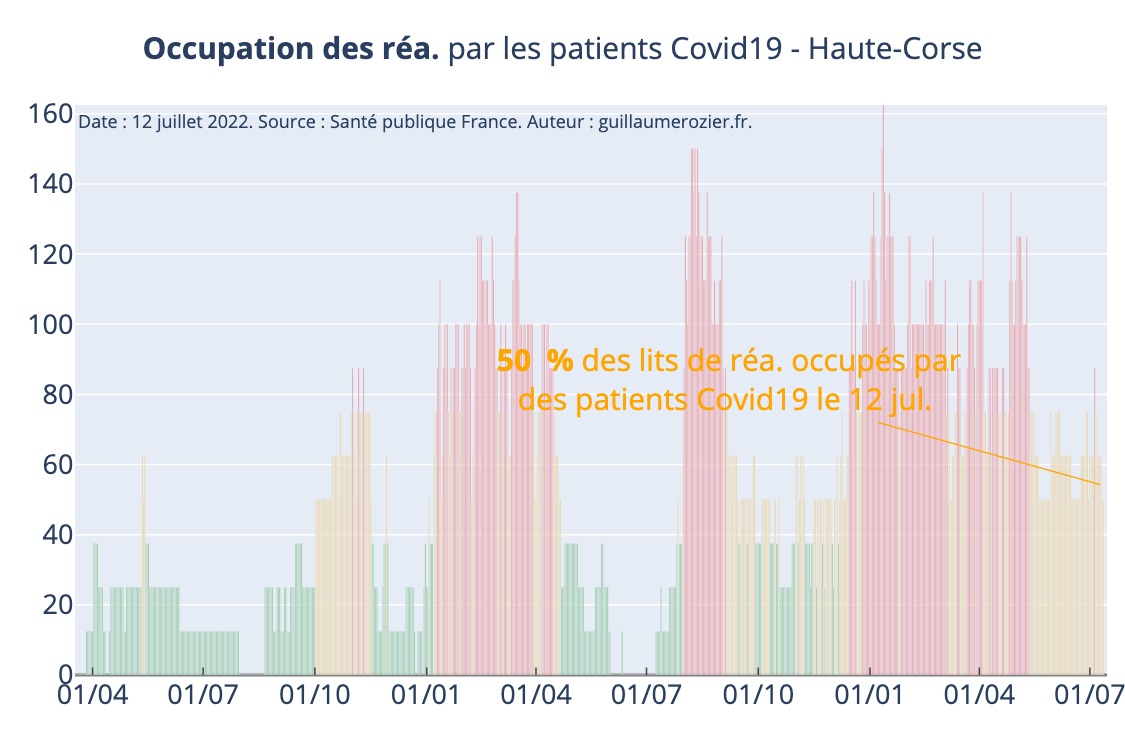 Occupation des réa. par les patients Covid19 - Haute-Corse
160
Date : 12 juillet 2022. Source : Santé publique France. Auteur : guillaumerozier.fr.
140
120
100
50 % des lits de réa. occupés par
80
des patients Covid19 le 12 jul.
60
40
20
0
01/04 01/07 01/10 01/01 01/04 01/07 01/10 01/01 01/04 01/07